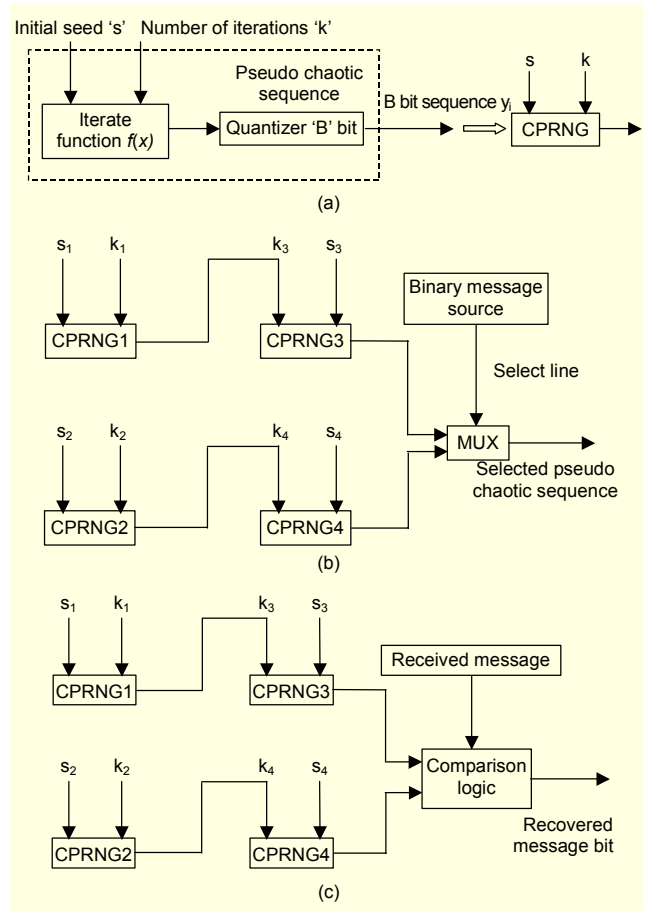 Initial seed ‘s’ Number of iterations ‘k’
Pseudo chaotic
sequence
Iterate
function f(x)
Quantizer ‘B’ bit
B bit sequence yi
s k
CPRNG
(a)
s1 k1 k3 s3
CPRNG1
CPRNG3
Binary message
source
Select line
s2 k2 k4 s4
MUX
Selected pseudo
chaotic sequence
CPRNG2
CPRNG4
(b)
s1 k1 k3 s3
CPRNG1
CPRNG3
Received message
s2 k2 k4 s4
Comparison
logic
CPRNG2
CPRNG4
Recovered
message bit
(c)